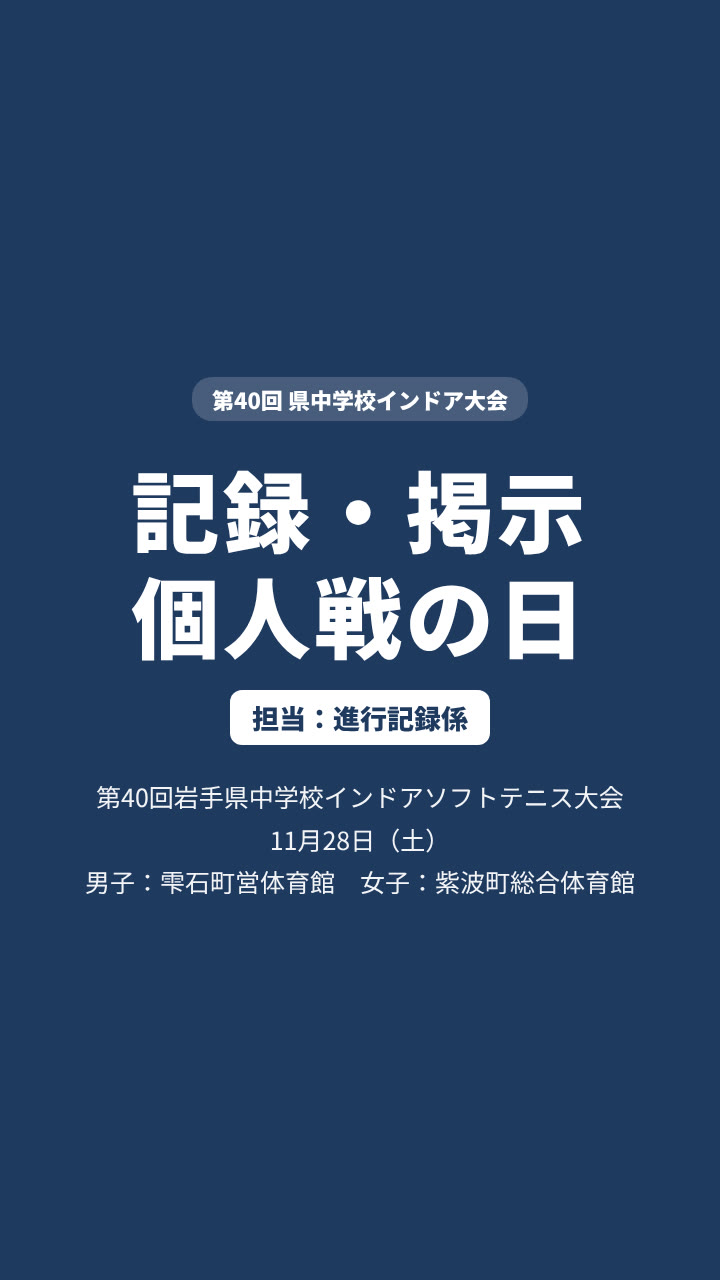 第40回 県中学校インドア大会
記録・掲示
個人戦の日
担当：進行記録係
第40回岩手県中学校インドアソフトテニス大会
11月28日（土）
男子：雫石町営体育館　女子：紫波町総合体育館